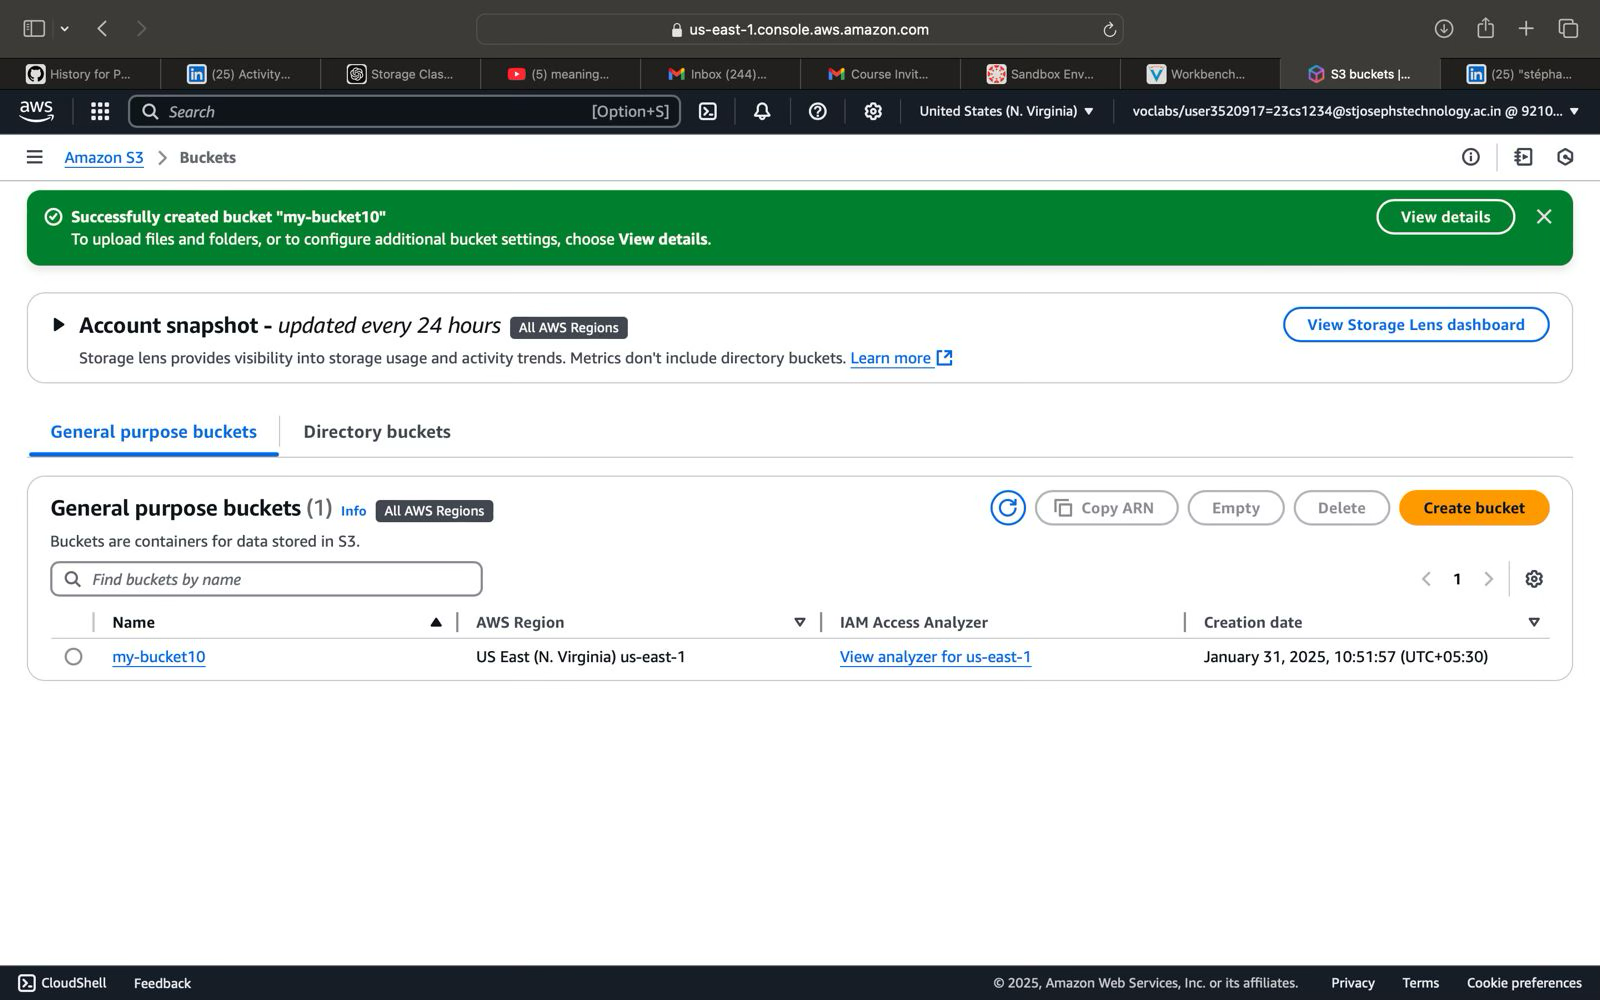 us-east-1.console.aws.amazon.com
History for P...
(25) Activity...
Storage Clas...
(5) meaning...
Inbox (244)...
Course Invit...
Sandbox Env...
Workbench...
S3 buckets |...
(25) "stépha...
aws
Search
[Option+S]
United States (N. Virginia)
voclabs/user3520917=23cs1234@stjosephstechnology.ac.in @ 9210...
Amazon S3 > Buckets
Successfully created bucket "my-bucket10"
To upload files and folders, or to configure additional bucket settings, choose View details.
View details
Account snapshot - updated every 24 hours All AWS Regions
Storage lens provides visibility into storage usage and activity trends. Metrics don't include directory buckets. Learn more
View Storage Lens dashboard
General purpose buckets
Directory buckets
General purpose buckets (1) Info All AWS Regions
Buckets are containers for data stored in S3.
Copy ARN
Empty
Delete
Create bucket
Find buckets by name
1
Name
AWS Region
IAM Access Analyzer
Creation date
my-bucket10
US East (N. Virginia) us-east-1
View analyzer for us-east-1
January 31, 2025, 10:51:57 (UTC+05:30)
CloudShell
Feedback
© 2025, Amazon Web Services, Inc. or its affiliates.
Privacy
Terms
Cookie preferences